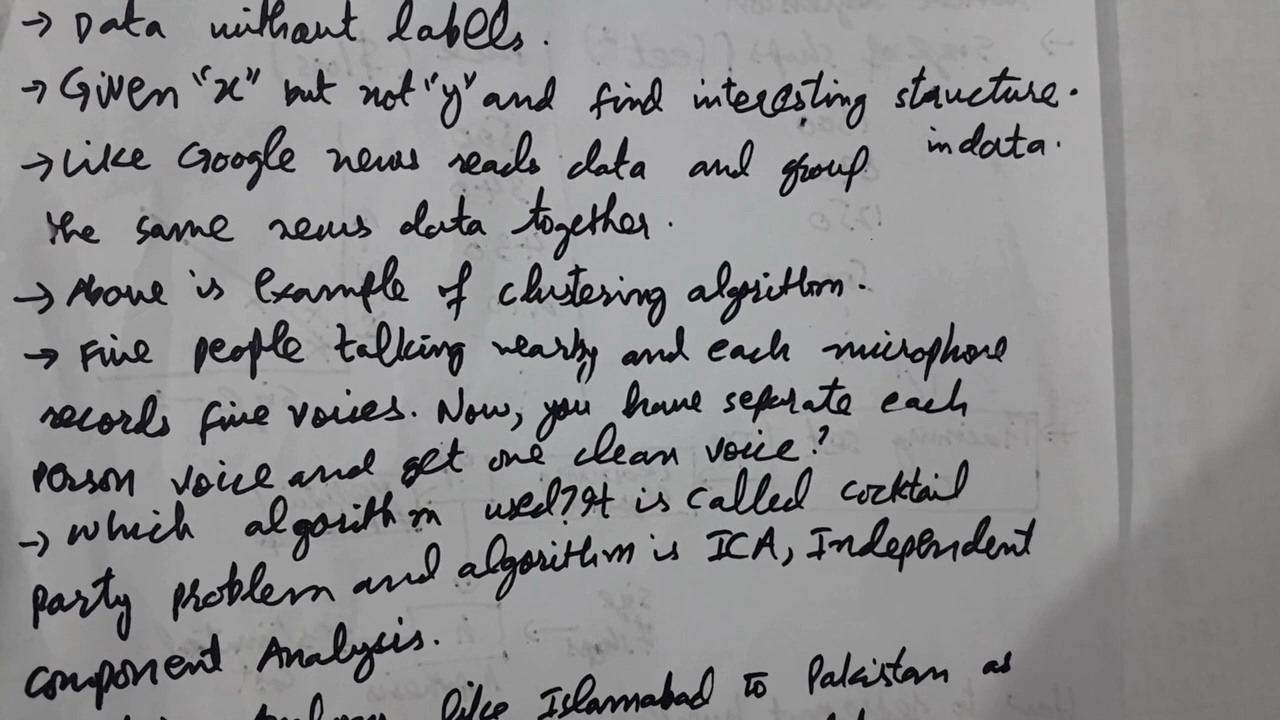 → Data without labels.
→ Given "x" but not "y" and find interesting structure.
in data.
→ Like Google news reads data and group
the same news data together.
→ Above is example of clustering algorithm.
→ Five people talking nearby and each microphone
records five voices. Now, you have separate each
person voice and get one clean voice?
→ which algorithm used? It is called cocktail
party problem and algorithm is ICA, Independent
Component Analysis.
like Islamabad to Pakistan as